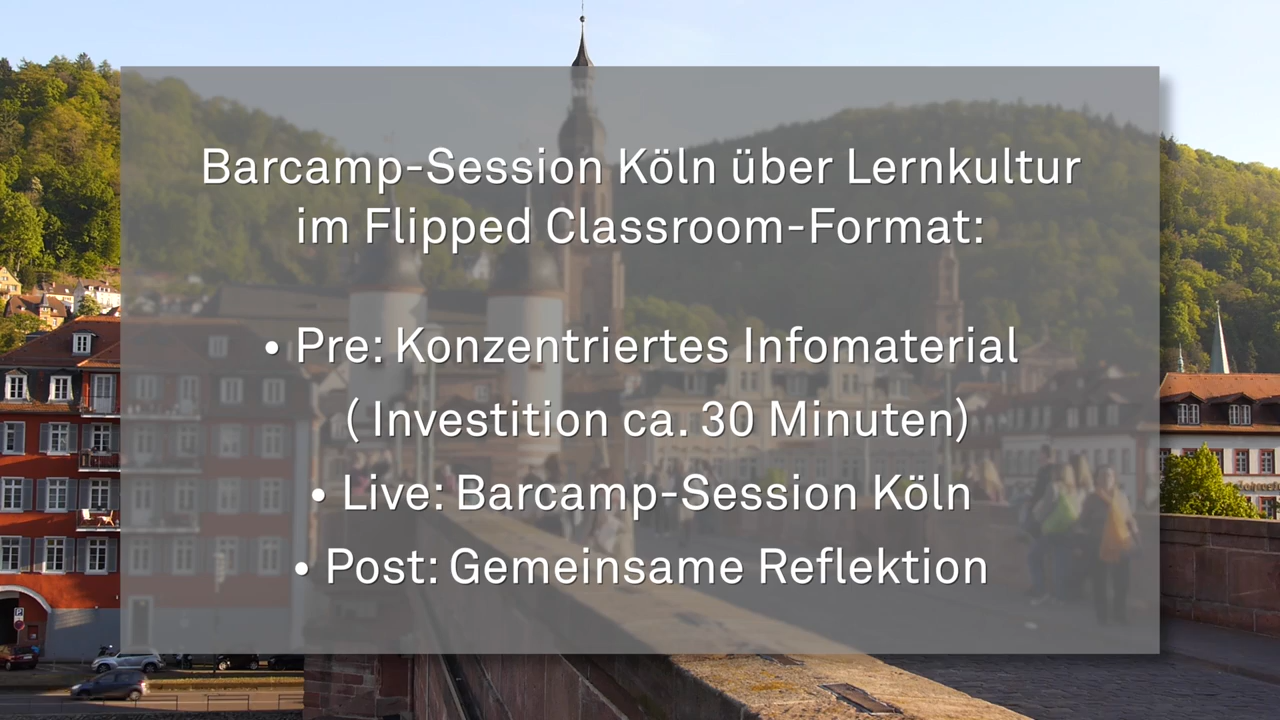 Barcamp-Session Köln über Lernkultur
im Flipped Classroom-Format:
• Pre: Konzentriertes Infomaterial
( Investition ca. 30 Minuten)
• Live: Barcamp-Session Köln
• Post: Gemeinsame Reflektion